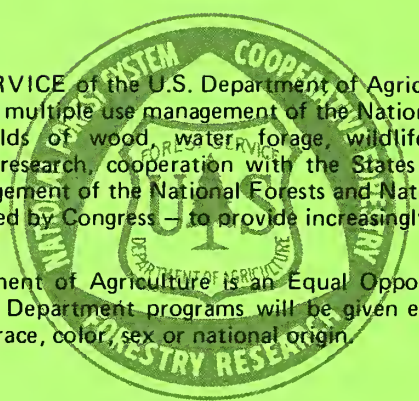 RVICE of the U.S. Department of Agric
multiple use management of the Nation
lds of wood, water, forage, wildlife
research, cooperation with the States
gement of the National Forests and Nat
ed by Congress — to provide increasingly
ment of Agriculture is an Equal Oppo
Department programs will be given e
race, color, sex or national origin.
NATIONAL FOREST SYSTEM
COOPERATIVE FORESTRY
FORESTRY RESEARCH
FOREST SERVICE
U S
DEPARTMENT OF AGRICULTURE